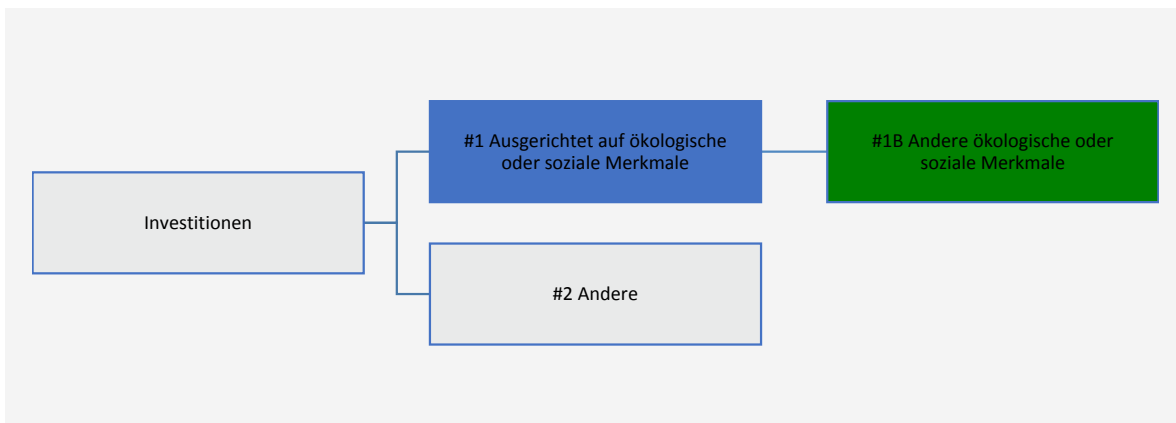 #1 Ausgerichtet auf ökologische
oder soziale Merkmale
#1B Andere ökologische oder
soziale Merkmale
Investitionen
#2 Andere